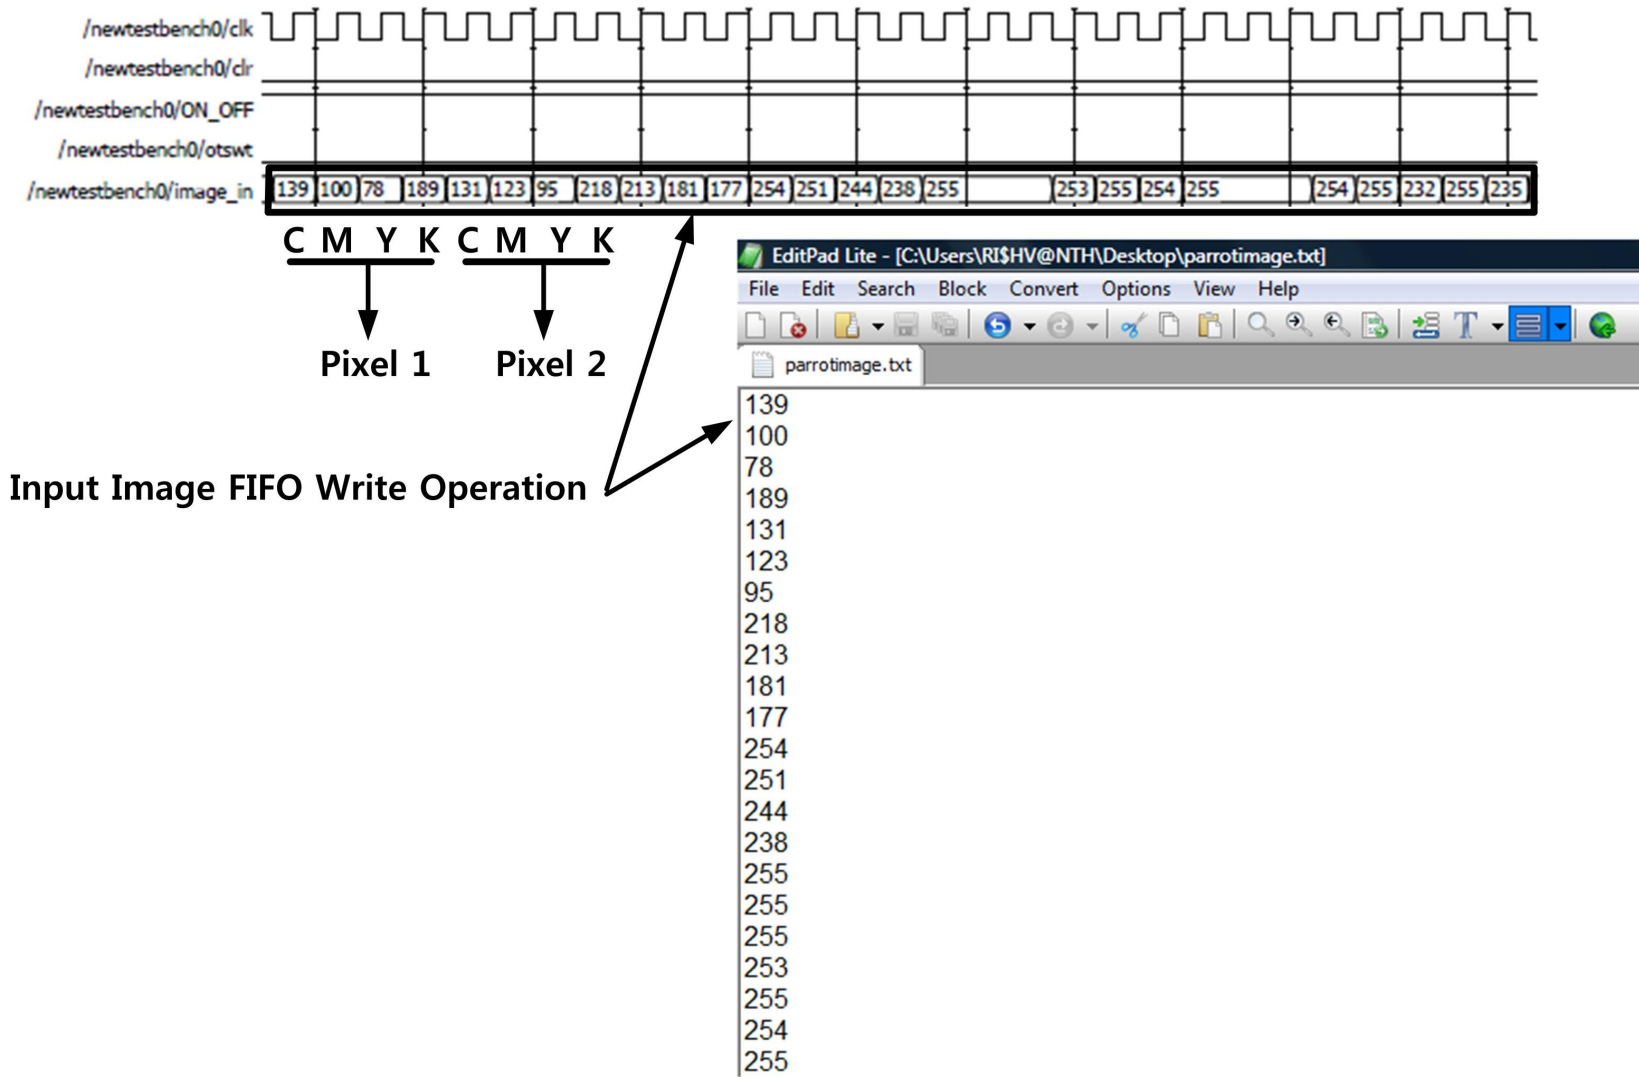 /newtestbench0/clk
/newtestbench0/clr
/newtestbench0/ON_OFF
/newtestbench0/otswt
/newtestbench0/image_in 139 100 78 189 131 123 95 218 213 181 177 254 251 244 238 255 253 255 254 255 254 255 232 255 235
C M Y K C M Y K
Pixel 1 Pixel 2
Input Image FIFO Write Operation
EditPad Lite - [C:\Users\RI$HV@NTH\Desktop\parrotimage.txt]
File Edit Search Block Convert Options View Help
parrotimage.txt
139
100
78
189
131
123
95
218
213
181
177
254
251
244
238
255
255
255
253
255
254
255